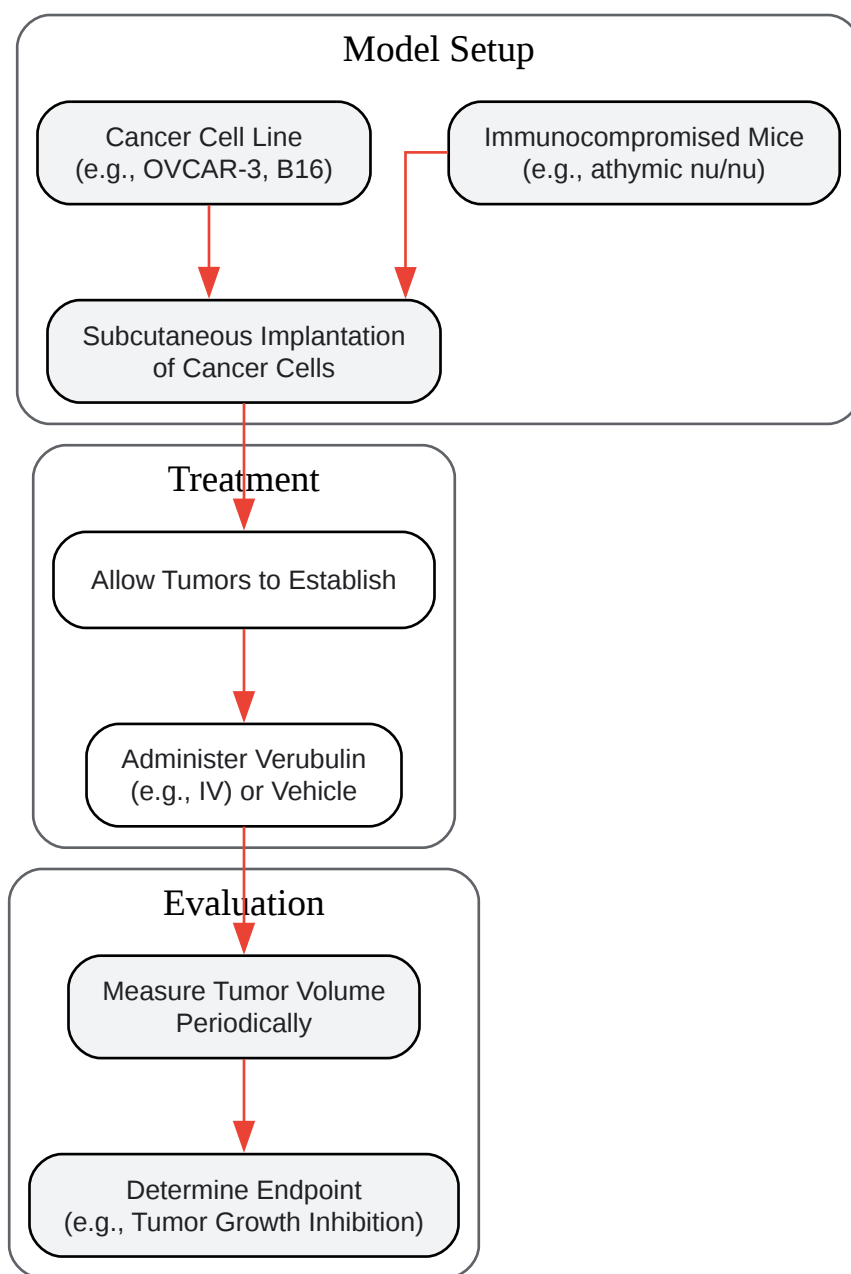 Model Setup
Cancer Cell Line
(e.g., OVCAR-3, B16)
Immunocompromised Mice
(e.g., athymic nu/nu)
Subcutaneous Implantation
of Cancer Cells
Treatment
Allow Tumors to Establish
Administer Verubulin
(e.g., IV) or Vehicle
Evaluation
Measure Tumor Volume
Periodically
Determine Endpoint
(e.g., Tumor Growth Inhibition)